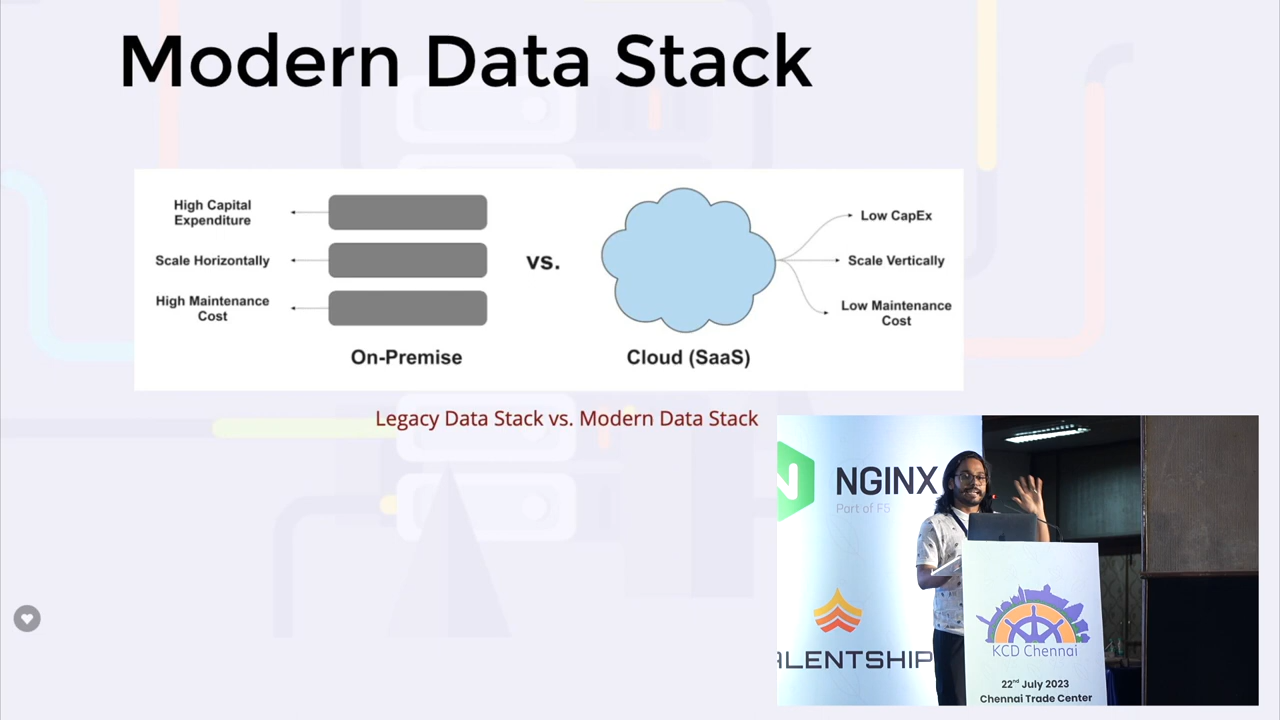 Modern Data Stack
High Capital
Expenditure
Scale Horizontally
High Maintenance
Cost
On-Premise
vs.
Low CapEx
Scale Vertically
Low Maintenance
Cost
Cloud (SaaS)
Legacy Data Stack vs. Modern Data Stack
N
NGINX
Part of F5
ALENTSHIP
KCD Chennai
22nd July 2023
Chennai Trade Center